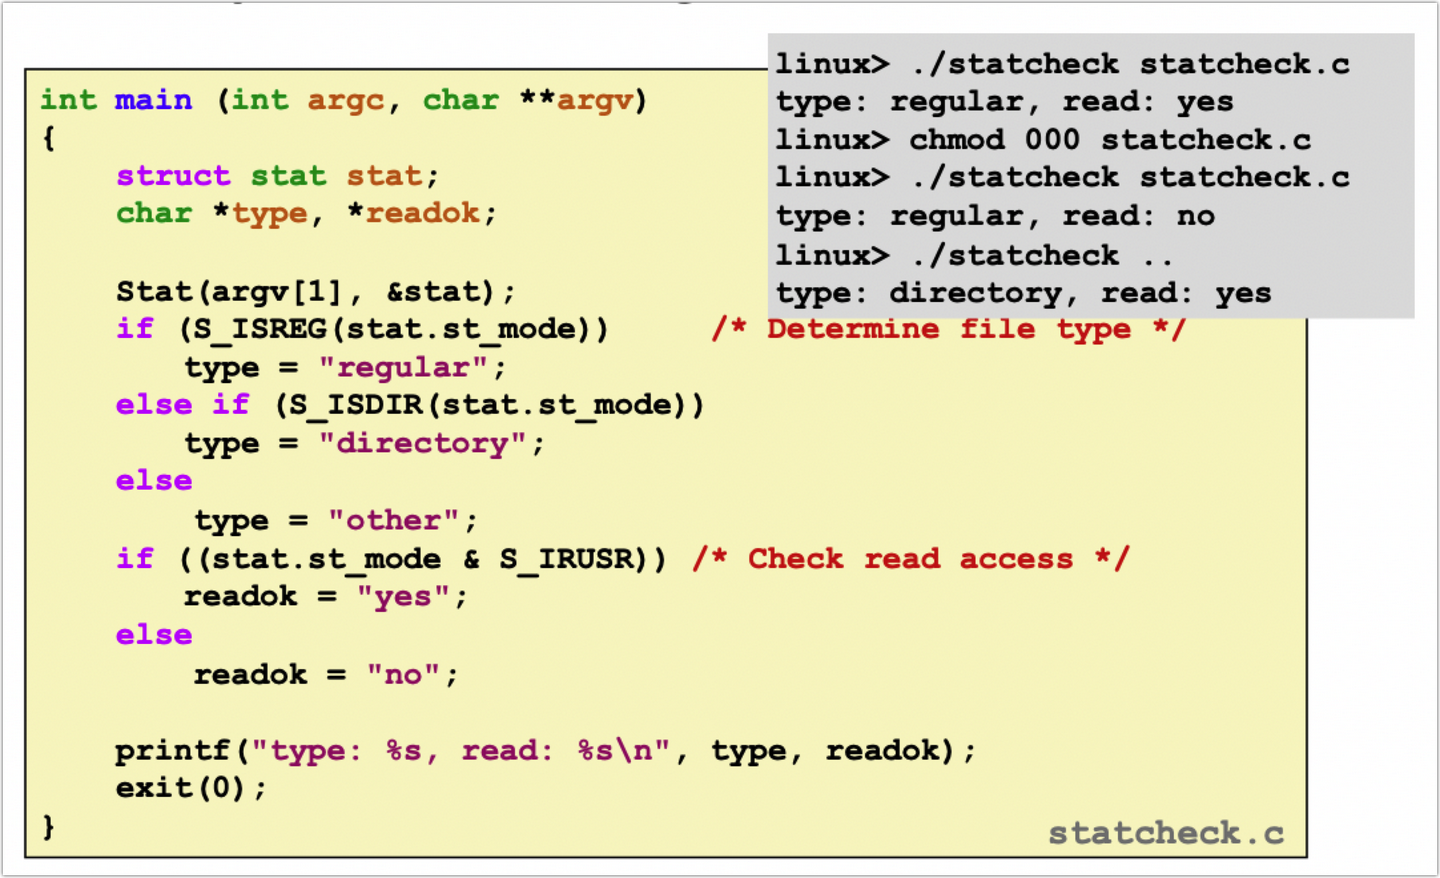 linux> ./statcheck statcheck.c
type: regular, read: yes
linux> chmod 000 statcheck.c
linux> ./statcheck statcheck.c
type: regular, read: no
linux> ./statcheck ..
type: directory, read: yes
int main (int argc, char **argv)
{
    struct stat stat;
    char *type, *readok;

    Stat(argv[1], &stat);
    if (S_ISREG(stat.st_mode))     /* Determine file type */
       type = "regular";
    else if (S_ISDIR(stat.st_mode))
       type = "directory";
    else
        type = "other";
    if ((stat.st_mode & S_IRUSR)) /* Check read access */
       readok = "yes";
    else
        readok = "no";

    printf("type: %s, read: %s\n", type, readok);
    exit(0);
}
statcheck.c